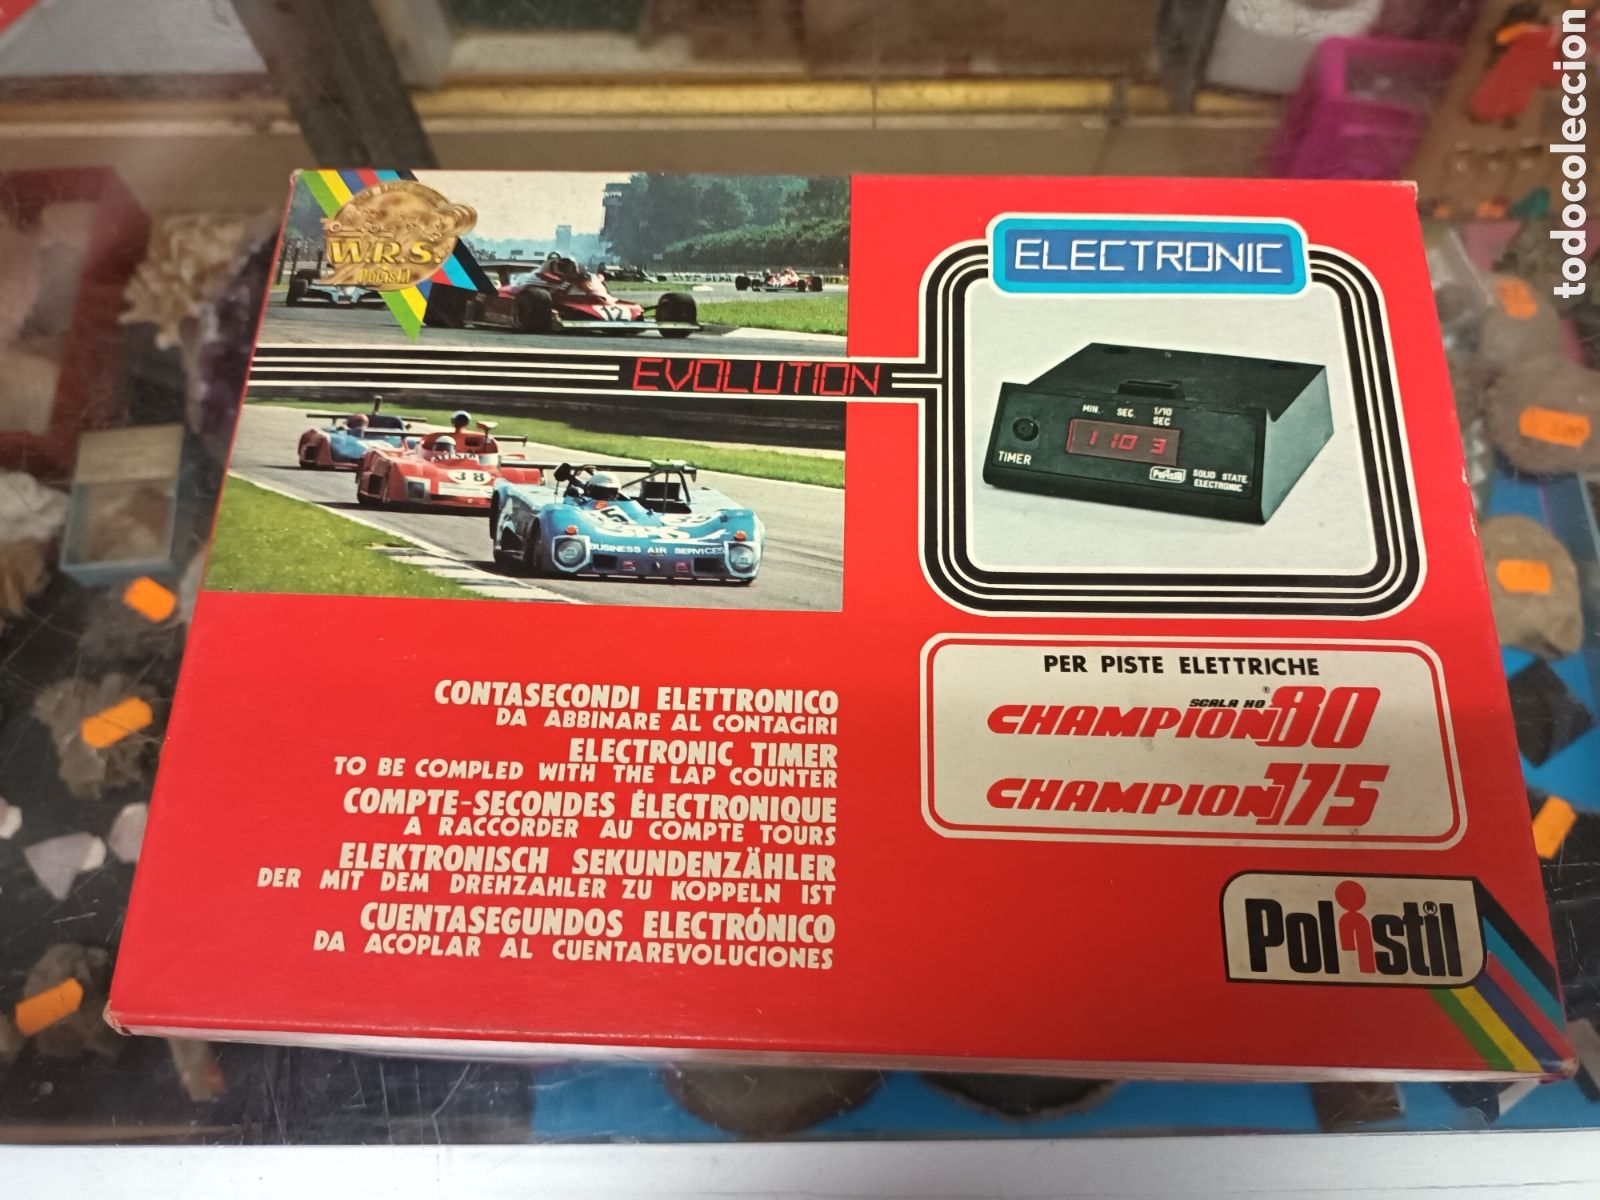 todocoleccion
W.R.S.
Polistil
12
EVOLUTION
38
5
BUSINESS AIR SERVICES
ELECTRONIC
MIN. SEC. 1/10
SEC
1 10 3
TIMER
Polistil
SOLID STATE
ELECTRONIC
CONTASECONDI ELETTRONICO
DA ABBINARE AL CONTAGIRI
ELECTRONIC TIMER
TO BE COMPLED WITH THE LAP COUNTER
COMPTE-SECONDES ÉLECTRONIQUE
A RACCORDER AU COMPTE TOURS
ELEKTRONISCH SEKUNDENZÄHLER
DER MIT DEM DREHZAHLER ZU KOPPELN IST
CUENTASEGUNDOS ELECTRÓNICO
DA ACOPLAR AL CUENTAREVOLUCIONES
PER PISTE ELETTRICHE
SCALA HO ®
CHAMPION 80
CHAMPION 175
Polistil®